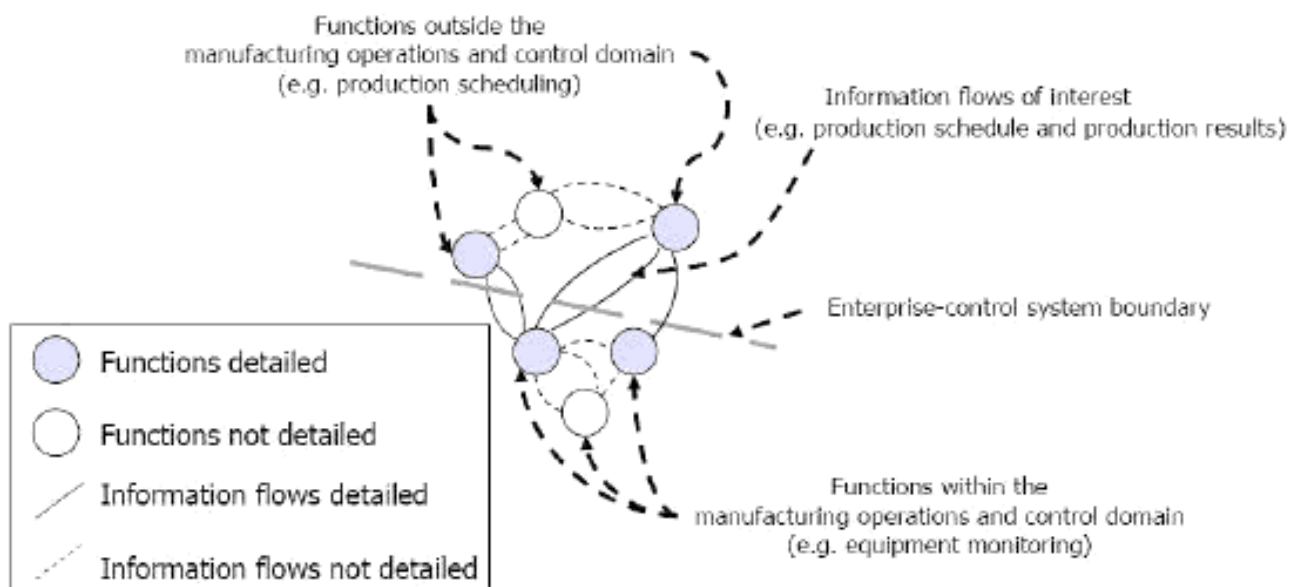 Functions outside the
manufacturing operations and control domain
(e.g. production scheduling)
Information flows of interest
(e.g. production schedule and production results)
Enterprise-control system boundary
Functions detailed
Functions not detailed
Information flows detailed
Information flows not detailed
Functions within the
manufacturing operations and control domain
(e.g. equipment monitoring)